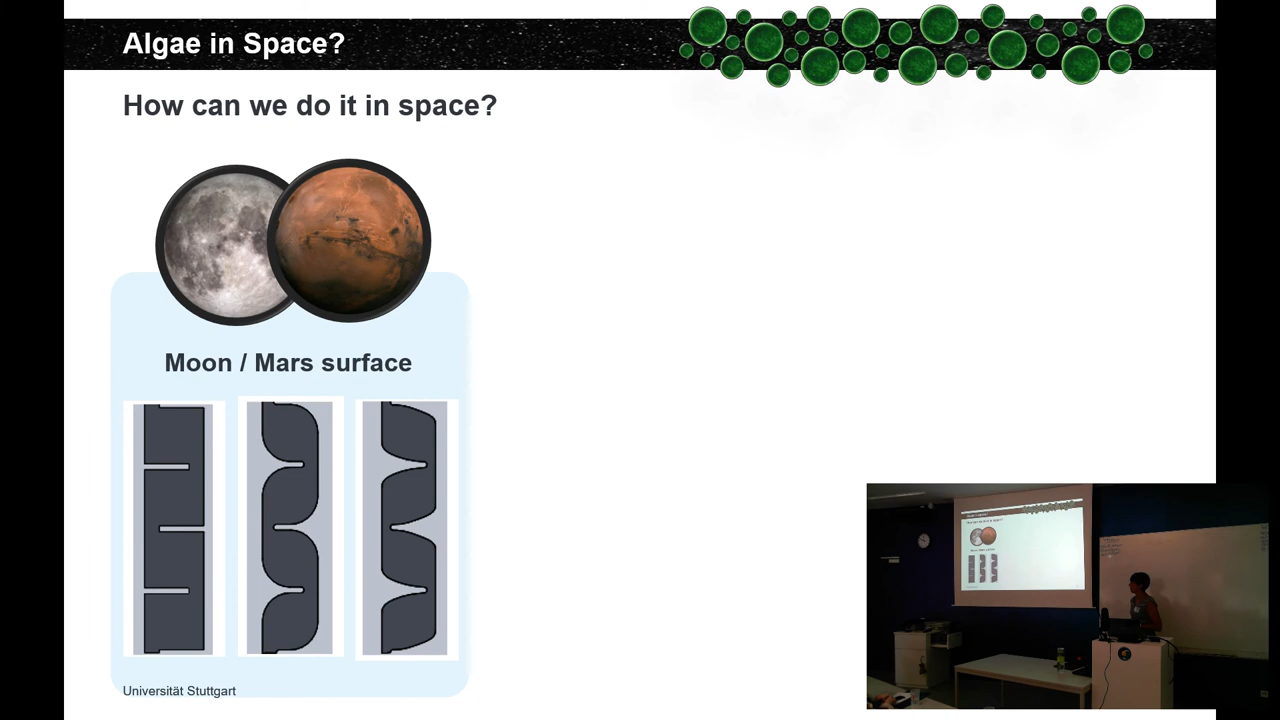 Algae in Space?
How can we do it in space?
Moon / Mars surface
Universität Stuttgart